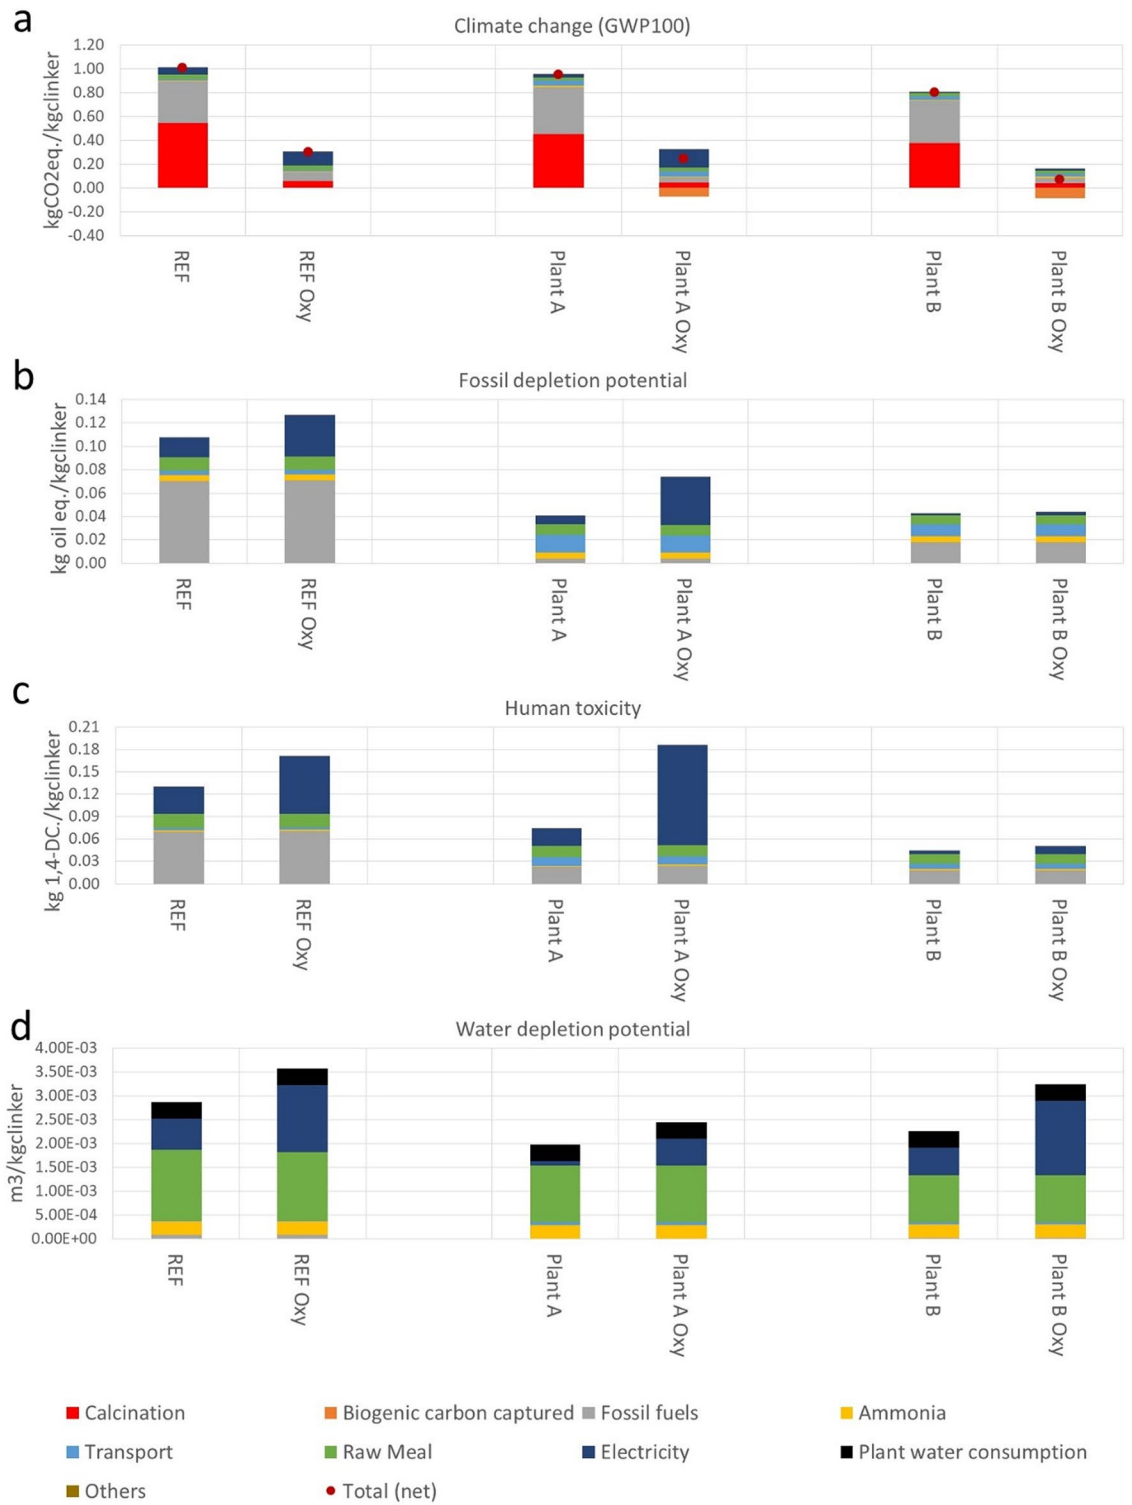 a
Climate change (GWP100)
kgCO2eq./kgclinker
1.20
1.00
0.80
0.60
0.40
0.20
0.00
-0.20
-0.40
REF
REF Oxy
Plant A
Plant A Oxy
Plant B
Plant B Oxy
b
Fossil depletion potential
kg oil eq./kgclinker
0.14
0.12
0.10
0.08
0.06
0.04
0.02
0.00
REF
REF Oxy
Plant A
Plant A Oxy
Plant B
Plant B Oxy
c
Human toxicity
kg 1,4-DC./kgclinker
0.21
0.18
0.15
0.12
0.09
0.06
0.03
0.00
REF
REF Oxy
Plant A
Plant A Oxy
Plant B
Plant B Oxy
d
Water depletion potential
m3/kgclinker
4.00E-03
3.50E-03
3.00E-03
2.50E-03
2.00E-03
1.50E-03
1.00E-03
5.00E-04
0.00E+00
REF
REF Oxy
Plant A
Plant A Oxy
Plant B
Plant B Oxy
Calcination Biogenic carbon captured Fossil fuels Ammonia
Transport Raw Meal Electricity Plant water consumption
Others Total (net)